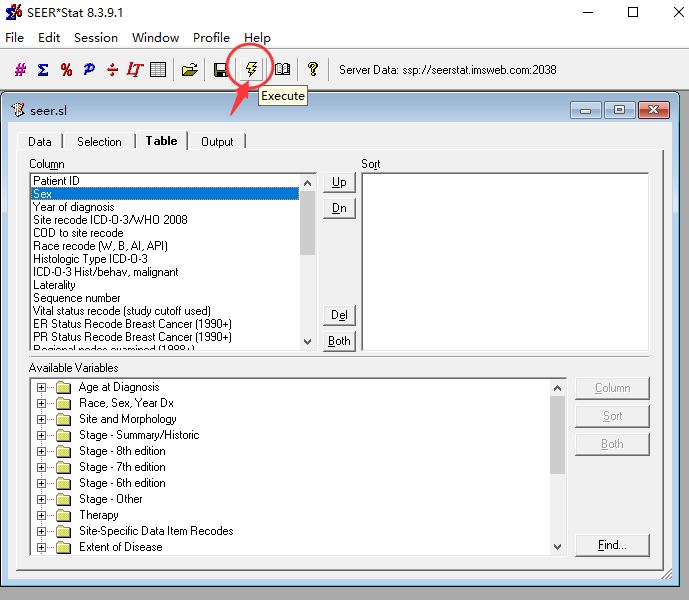 SEER*Stat 8.3.9.1
File Edit Session Window Profile Help
# Σ % P ÷ LT ? Server Data: ssp://seerstat.imsweb.com:2038
Execute
seer.sl
Data Selection Table Output
Column
Sort
Patient ID
Sex
Year of diagnosis
Site recode ICD-O-3/WHO 2008
COD to site recode
Race recode (W, B, AI, API)
Histologic Type ICD-O-3
ICD-O-3 Hist/behav, malignant
Laterality
Sequence number
Vital status recode (study cutoff used)
ER Status Recode Breast Cancer (1990+)
PR Status Recode Breast Cancer (1990+)
Regional nodes examined (1988+)
Up
Dn
Del
Both
Available Variables
Age at Diagnosis
Race, Sex, Year Dx
Site and Morphology
Stage - Summary/Historic
Stage - 8th edition
Stage - 7th edition
Stage - 6th edition
Stage - Other
Therapy
Site-Specific Data Item Recodes
Extent of Disease
Column
Sort
Both
Find...